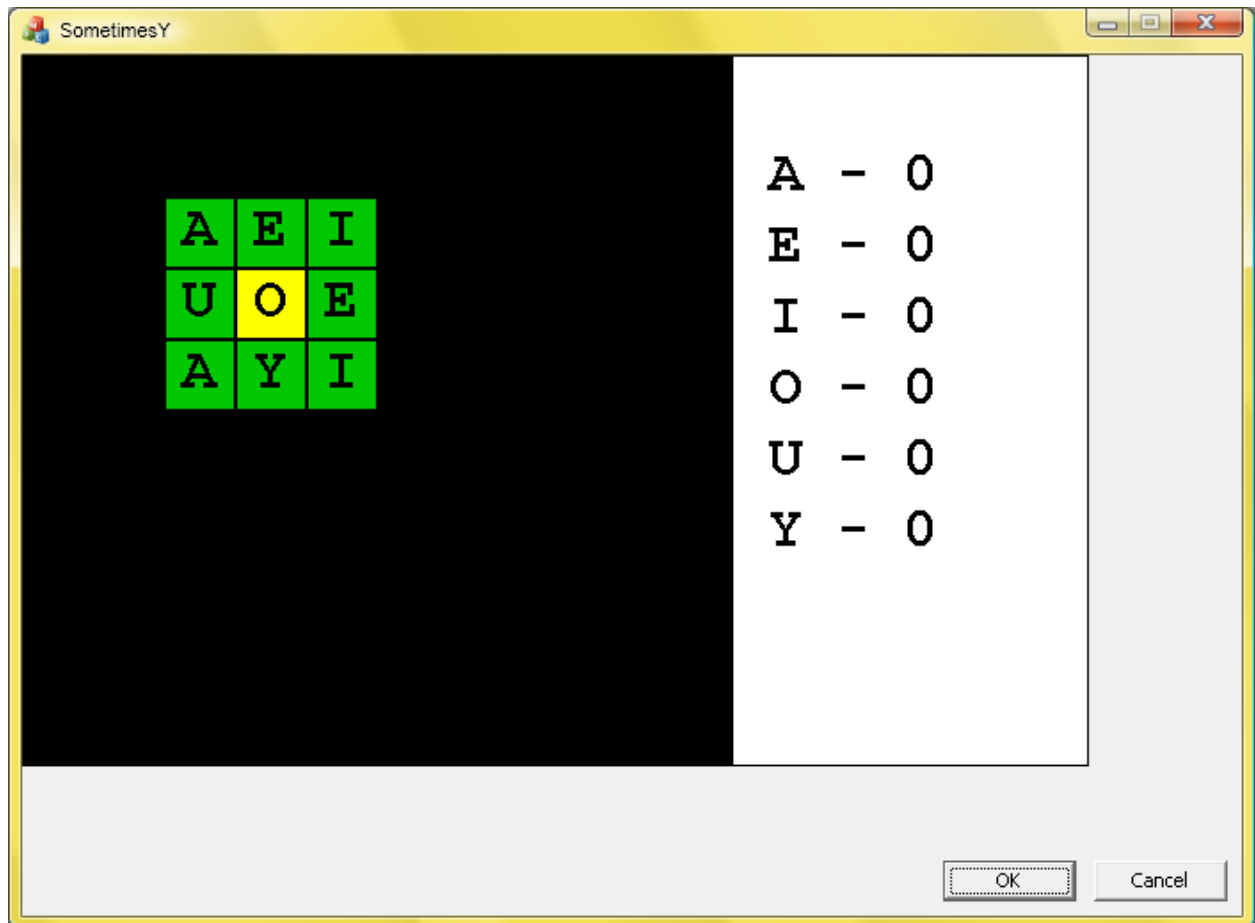 SometimesY
A E I
U O E
A Y I
A - 0
E - 0
I - 0
O - 0
U - 0
Y - 0
OK Cancel